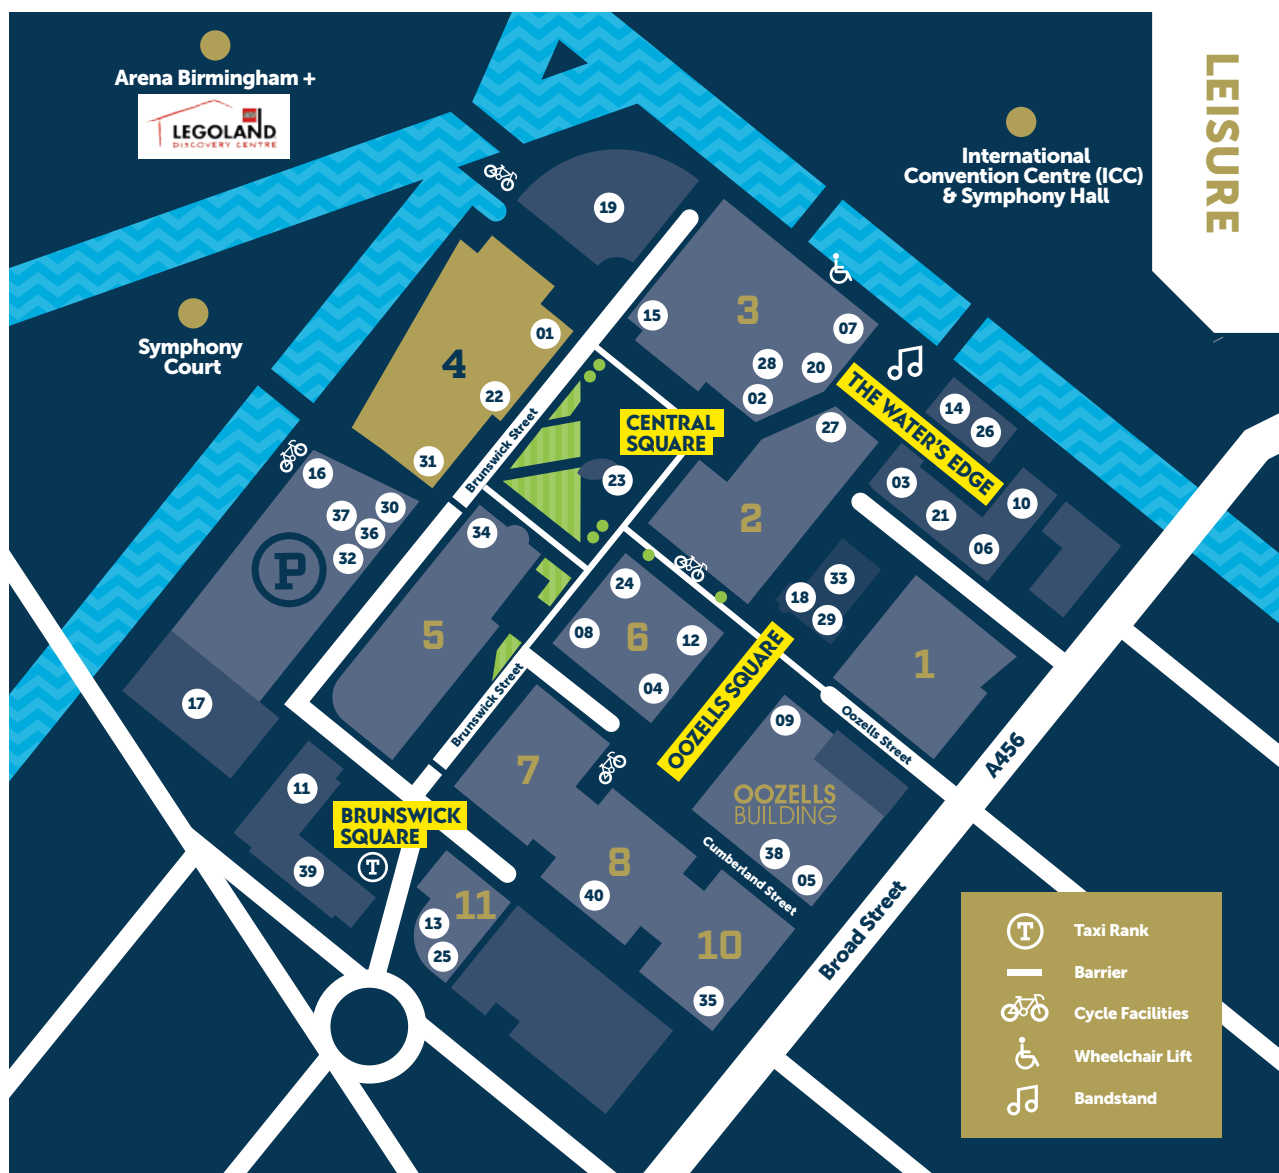 LEISURE
Arena Birmingham +
LEGO
LEGOLAND
DISCOVERY CENTRE
International
Convention Centre (ICC)
& Symphony Hall
Symphony
Court
19
15
3
07
28
20
02
01
4
22
31
Brunswick Street
CENTRAL
SQUARE
23
THE WATER'S EDGE
14
26
27
03
21
10
06
2
16
37
30
36
32
P
34
5
24
08
6
12
04
33
18
29
1
OOZELLS SQUARE
17
Brunswick Street
09
Oozells Street
A456
OOZELLS
BUILDING
7
11
BRUNSWICK
SQUARE
T
39
38
05
Cumberland Street
8
40
11
13
25
10
35
Broad Street
T
Taxi Rank
Barrier
Cycle Facilities
Wheelchair Lift
Bandstand